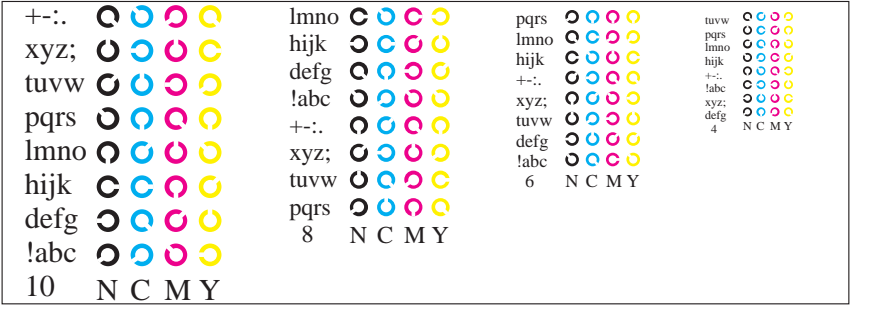 +-:.
xyz;
tuvw
pqrs
lmno
hijk
defg
!abc
10 N C M Y
lmno
hijk
defg
!abc
+-:.
xyz;
tuvw
pqrs
8 N C M Y
pqrs
lmno
hijk
+-:.
xyz;
tuvw
defg
!abc
6 N C M Y
tuvw
pqrs
lmno
hijk
+-:.
!abc
xyz;
defg
4 N C M Y